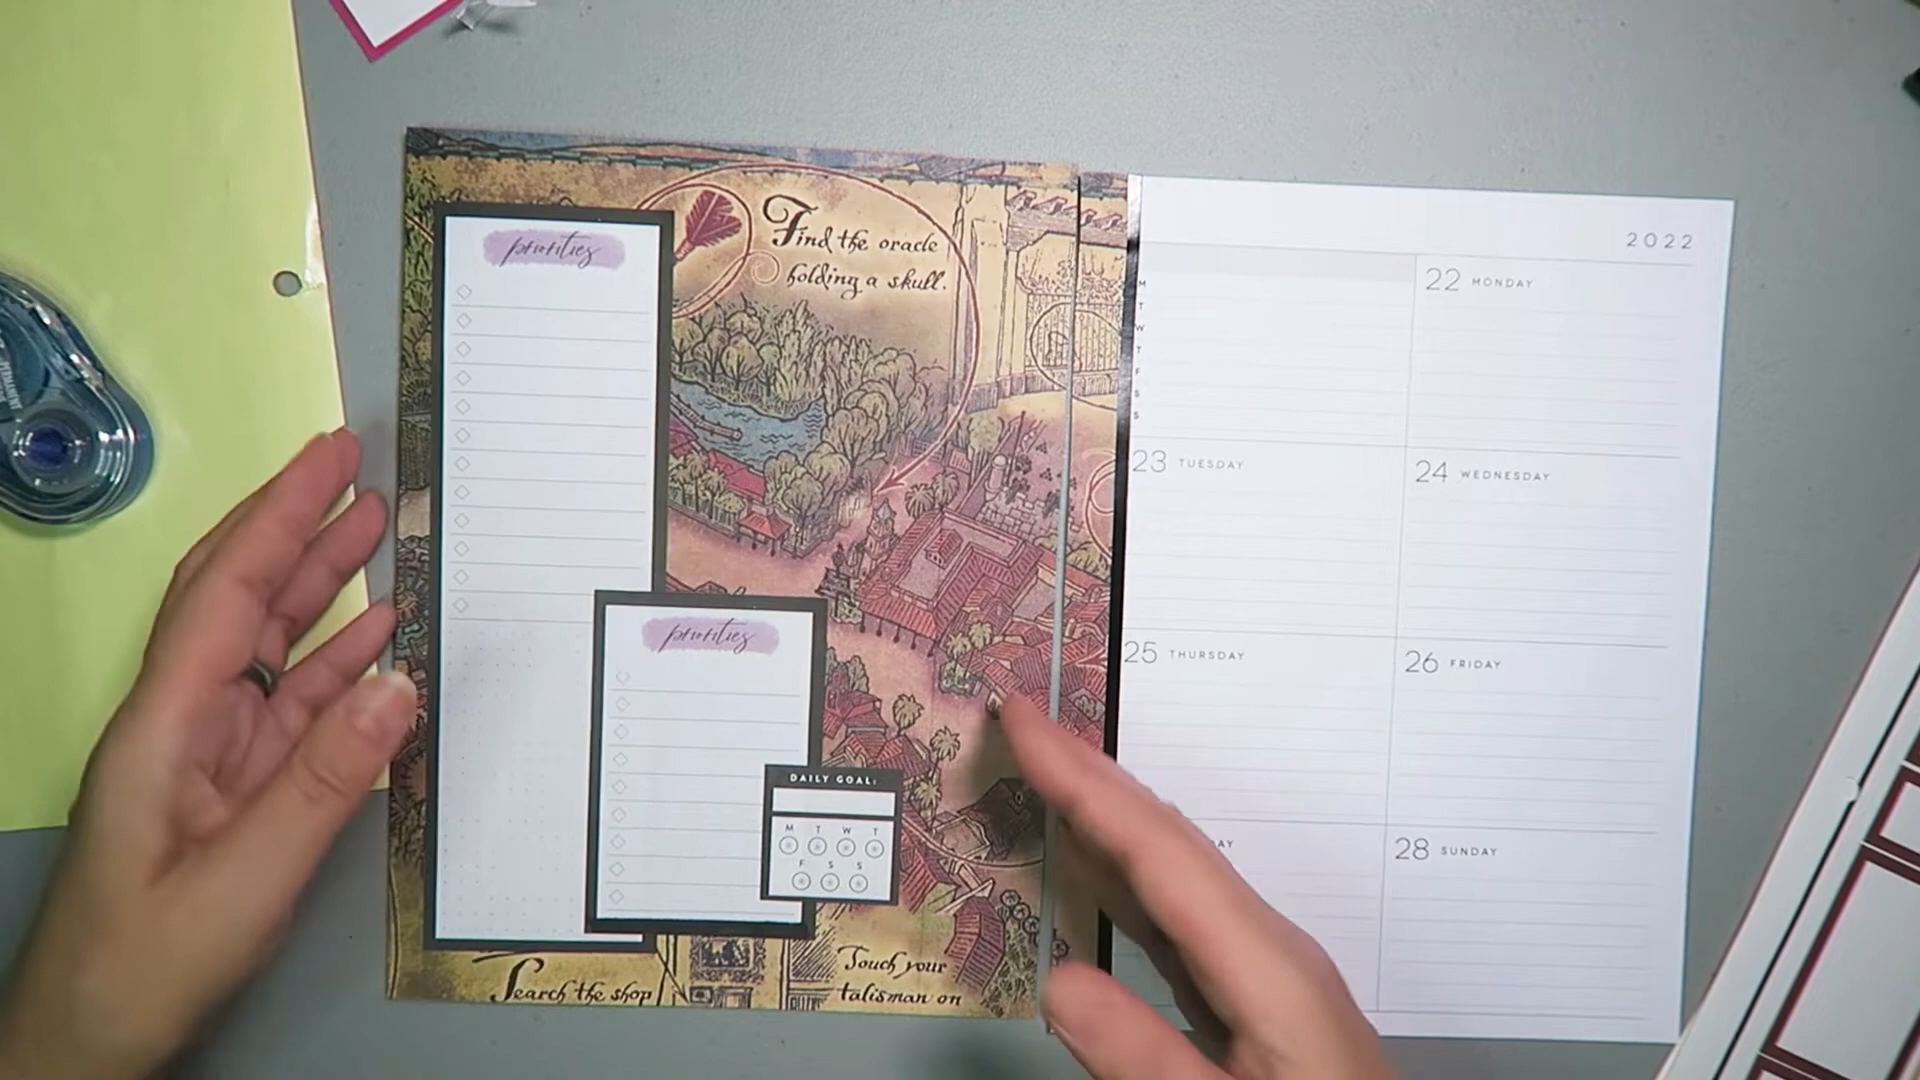 priorities
Find the oracle
holding a skull.
priorities
DAILY GOAL:
M T W T
F S S
Search the shop
Touch your
talisman on
2022
M
T
W
T
F
S
S
22 MONDAY
23 TUESDAY
24 WEDNESDAY
25 THURSDAY
26 FRIDAY
AY
28 SUNDAY